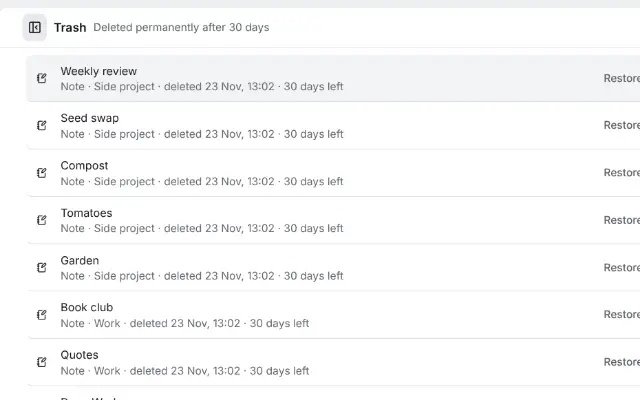 Trash Deleted permanently after 30 days
Weekly review
Note · Side project · deleted 23 Nov, 13:02 · 30 days left
Restore
Seed swap
Note · Side project · deleted 23 Nov, 13:02 · 30 days left
Restore
Compost
Note · Side project · deleted 23 Nov, 13:02 · 30 days left
Restore
Tomatoes
Note · Side project · deleted 23 Nov, 13:02 · 30 days left
Restore
Garden
Note · Side project · deleted 23 Nov, 13:02 · 30 days left
Restore
Book club
Note · Work · deleted 23 Nov, 13:02 · 30 days left
Restore
Quotes
Note · Work · deleted 23 Nov, 13:02 · 30 days left
Restore